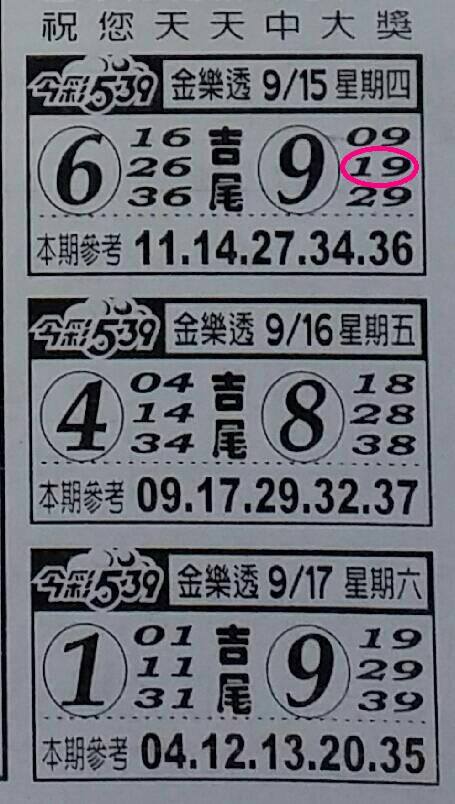 祝您天天中大獎
今彩539 金樂透 9/15 星期四
6 16 26 36 吉尾 9 09 19 29
本期參考 11.14.27.34.36
今彩539 金樂透 9/16 星期五
4 04 14 34 吉尾 8 18 28 38
本期參考 09.17.29.32.37
今彩539 金樂透 9/17 星期六
1 01 11 31 吉尾 9 19 29 39
本期參考 04.12.13.20.35